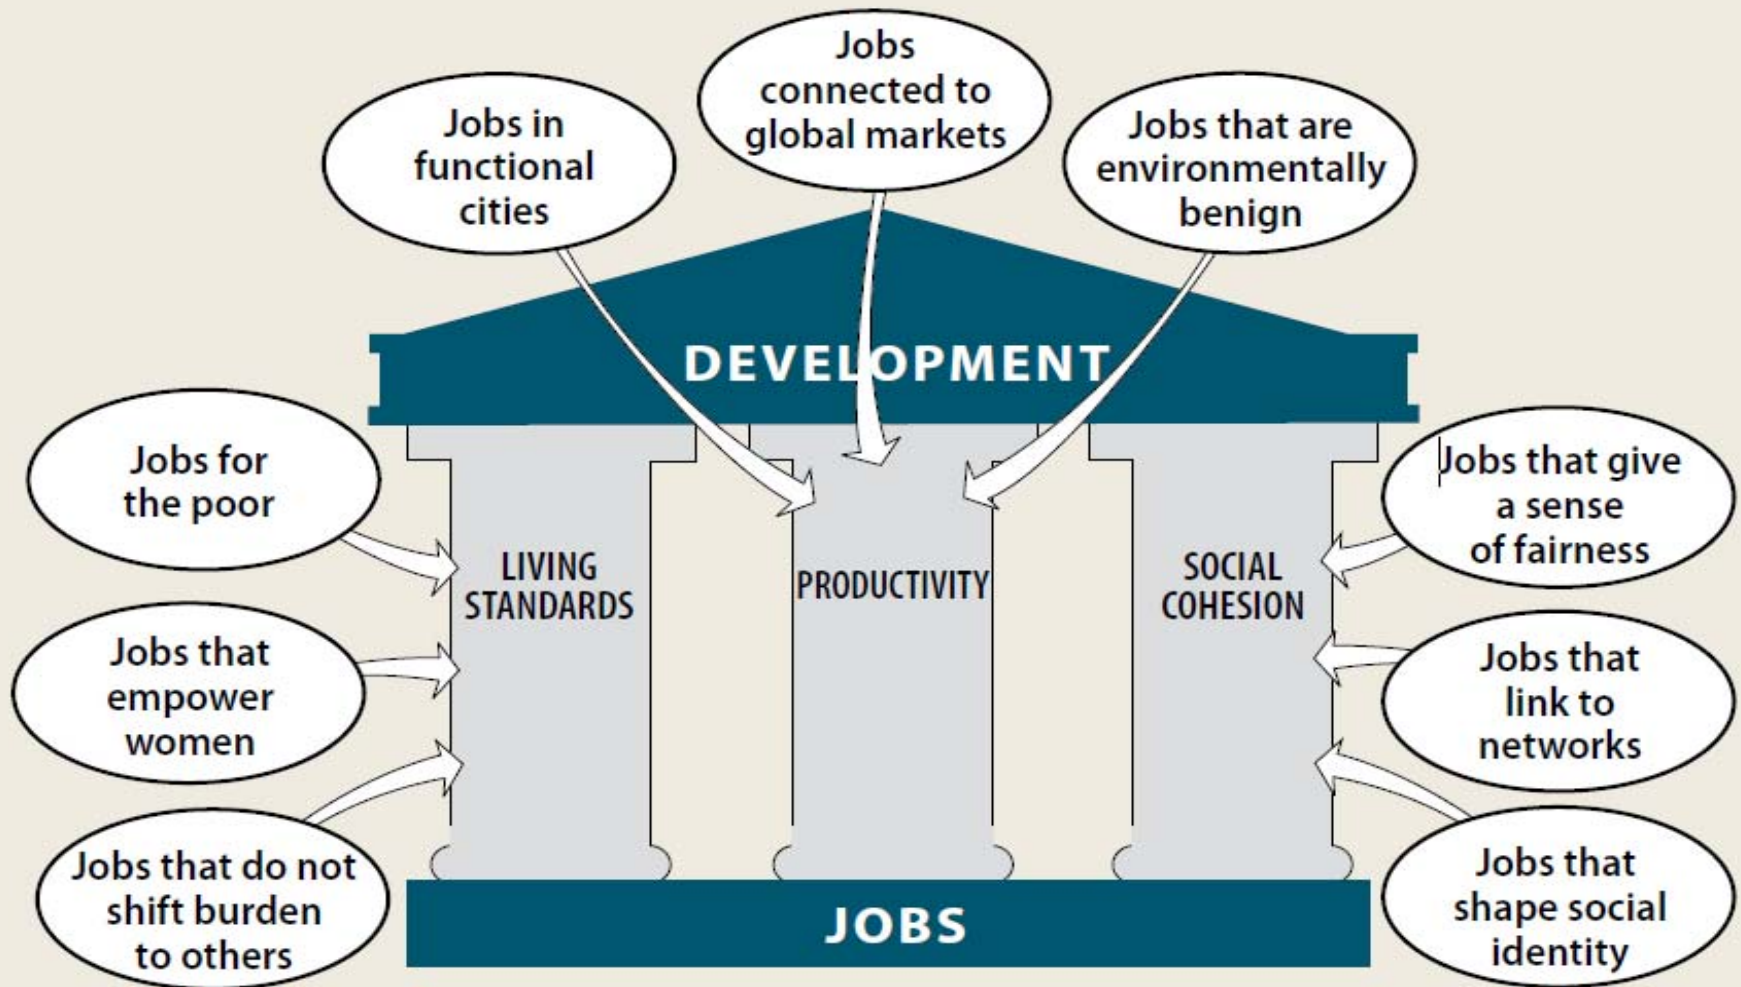 Jobs
connected to
global markets
Jobs in
functional
cities
Jobs that are
environmentally
benign
DEVELOPMENT
Jobs for
the poor
Jobs that
empower
women
Jobs that do not
shift burden
to others
LIVING
STANDARDS
PRODUCTIVITY
SOCIAL
COHESION
Jobs that give
a sense
of fairness
Jobs that
link to
networks
Jobs that
shape social
identity
JOBS